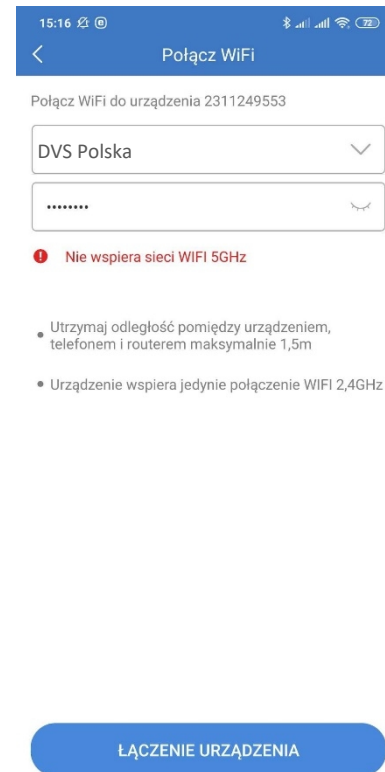 15:16
72
Połącz WiFi
Połącz WiFi do urządzenia 2311249553
DVS Polska
••••••••
Nie wspiera sieci WIFI 5GHz
• Utrzymaj odległość pomiędzy urządzeniem,
telefonem i routerem maksymalnie 1,5m
• Urządzenie wspiera jedynie połączenie WIFI 2,4GHz
ŁĄCZENIE URZĄDZENIA